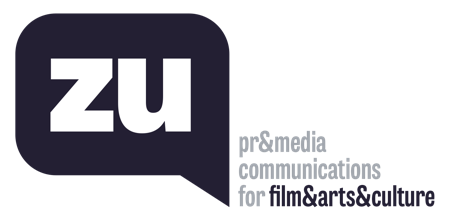 zu
pr&media
communications
for film&arts&culture